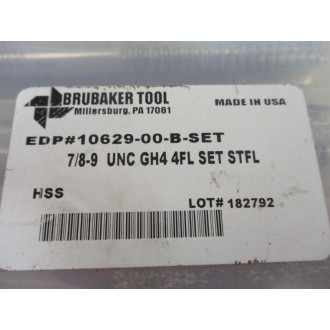 BRUBAKER TOOL
Millersburg, PA 17061
MADE IN USA
EDP#10629-00-B-SET
7/8-9 UNC GH4 4FL SET STFL
HSS
LOT# 182792